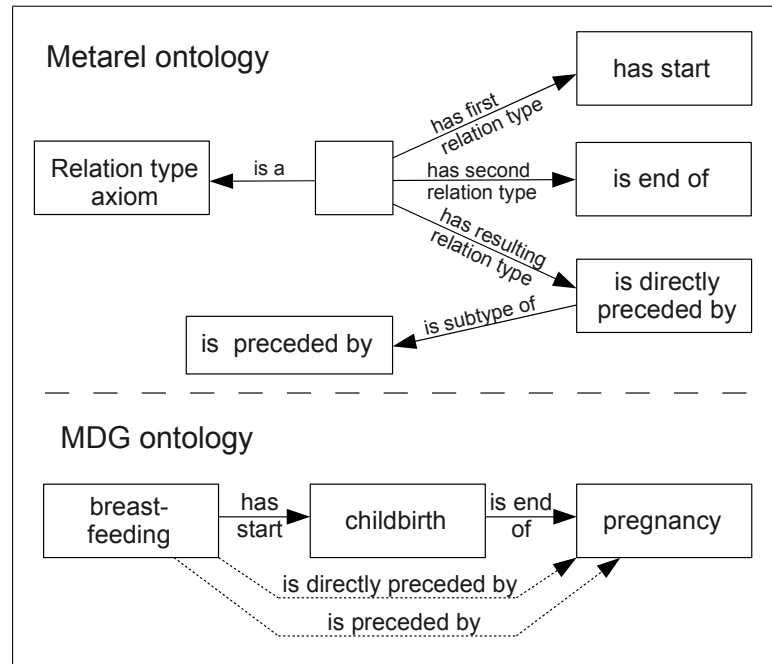 Metarel ontology
has start
has first
relation type
Relation type
axiom
is a
has second
relation type
is end of
has resulting
relation type
is directly
preceded by
is subtype of
is preceded by
MDG ontology
breast-
feeding
has
start
childbirth
is end
of
pregnancy
is directly preceded by
is preceded by